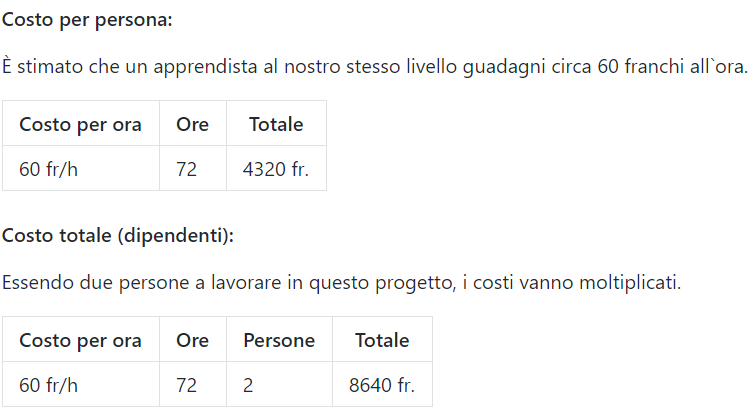 Costo per persona:
È stimato che un apprendista al nostro stesso livello guadagni circa 60 franchi all`ora.
Costo per ora Ore Totale
60 fr/h 72 4320 fr.
Costo totale (dipendenti):
Essendo due persone a lavorare in questo progetto, i costi vanno moltiplicati.
Costo per ora Ore Persone Totale
60 fr/h 72 2 8640 fr.